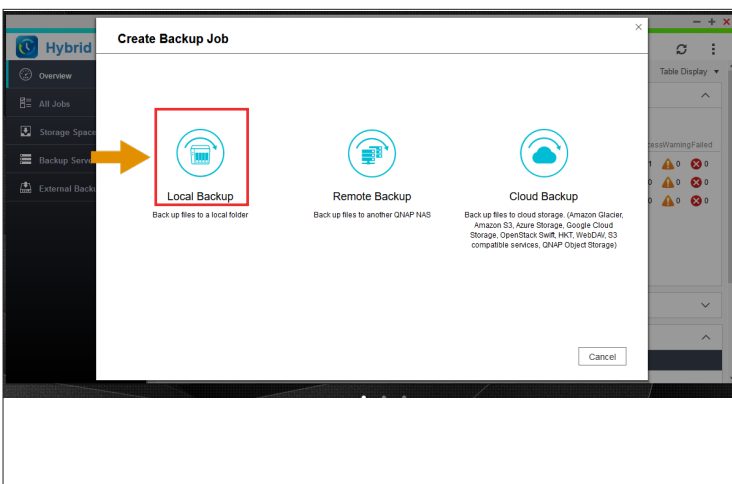 Create Backup Job
Hybrid
Overview
All Jobs
Storage Space
Backup Serve
External Backu
Local Backup
Back up files to a local folder
Remote Backup
Back up files to another QNAP NAS
Cloud Backup
Back up files to cloud storage. (Amazon Glacier,
Amazon S3, Azure Storage, Google Cloud
Storage, OpenStack Swift, HKT, WebDAV, S3
compatible services, QNAP Object Storage)
Cancel
Table Display
cessWarningFailed
1 0 0
0 0 0
0 0 0